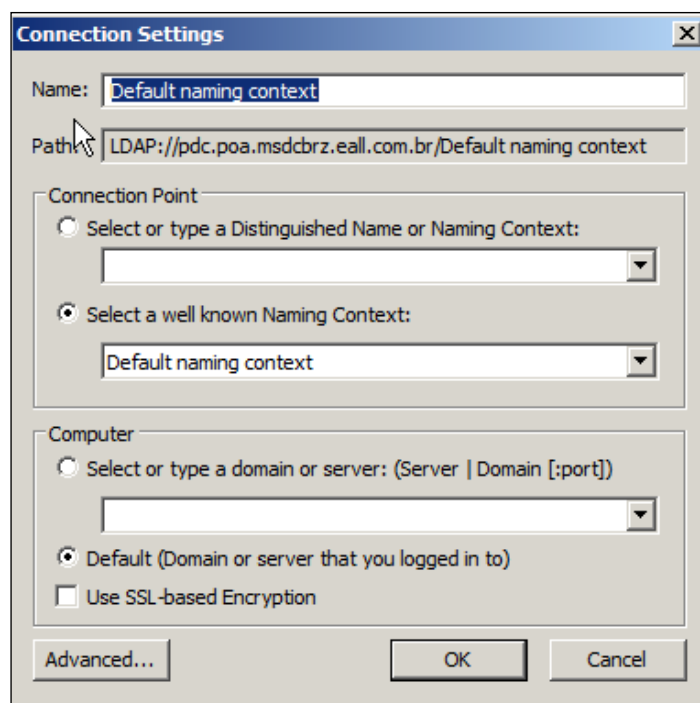 Connection Settings
Name: Default naming context
Path: LDAP://pdc.poa.msdcbrz.eall.com.br/Default naming context
Connection Point
Select or type a Distinguished Name or Naming Context:
Select a well known Naming Context:
Default naming context
Computer
Select or type a domain or server: (Server | Domain [:port])
Default (Domain or server that you logged in to)
Use SSL-based Encryption
Advanced... OK Cancel